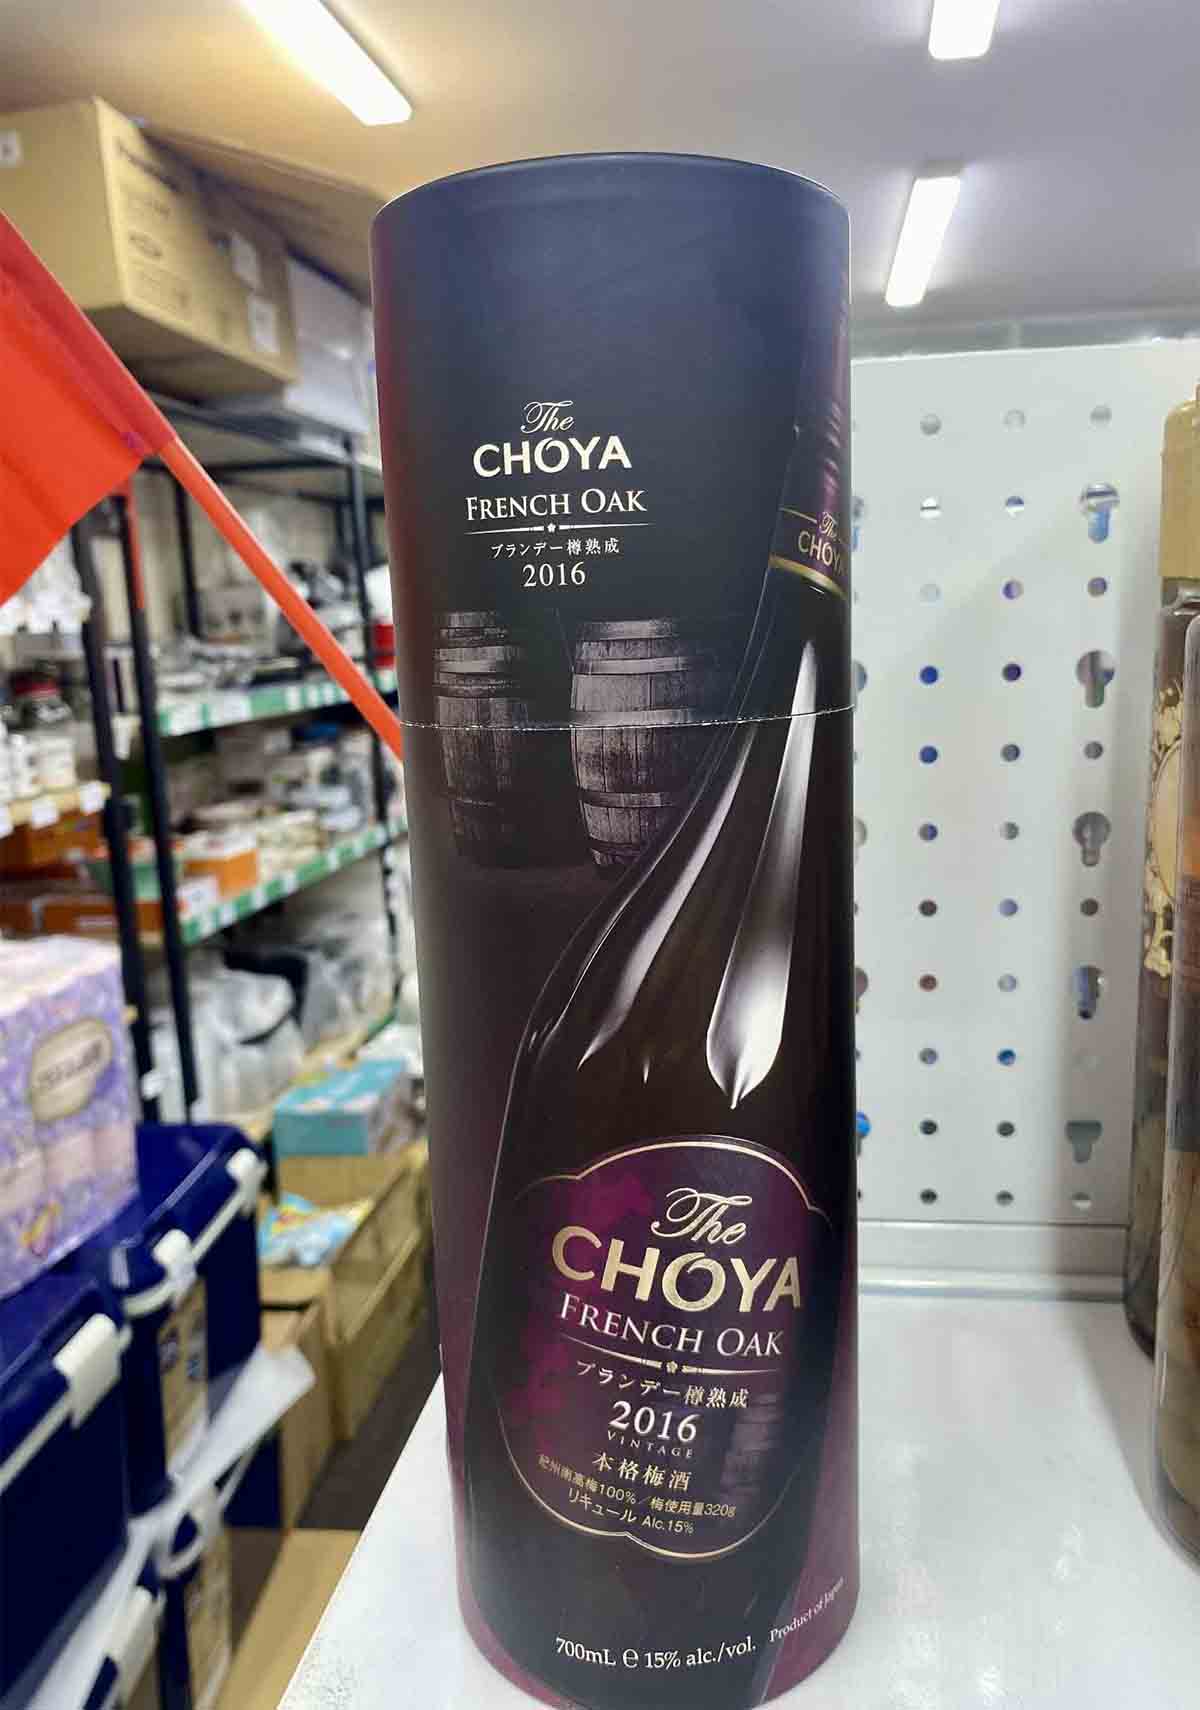 The
CHOYA
FRENCH OAK
ブランデー樽熟成
2016
The
CHOYA
The
CHOYA
FRENCH OAK
ブランデー樽熟成
2016
VINTAGE
本格梅酒
紀州南高梅100%/梅使用量320g
リキュール Alc.15%
700mL ℮ 15% alc./vol.
Product of Japan